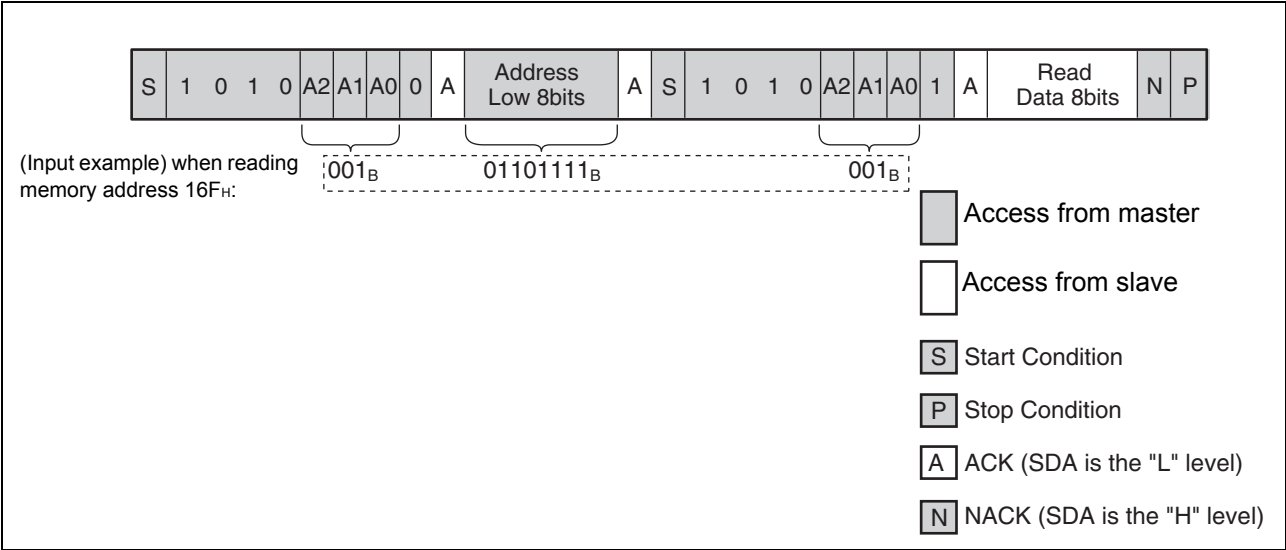 S 1 0 1 0 A2 A1 A0 0 A Address Low 8bits A S 1 0 1 0 A2 A1 A0 1 A Read Data 8bits N P
(Input example) when reading
memory address 16FH:
001B 01101111B 001B
Access from master
Access from slave
S Start Condition
P Stop Condition
A ACK (SDA is the "L" level)
N NACK (SDA is the "H" level)